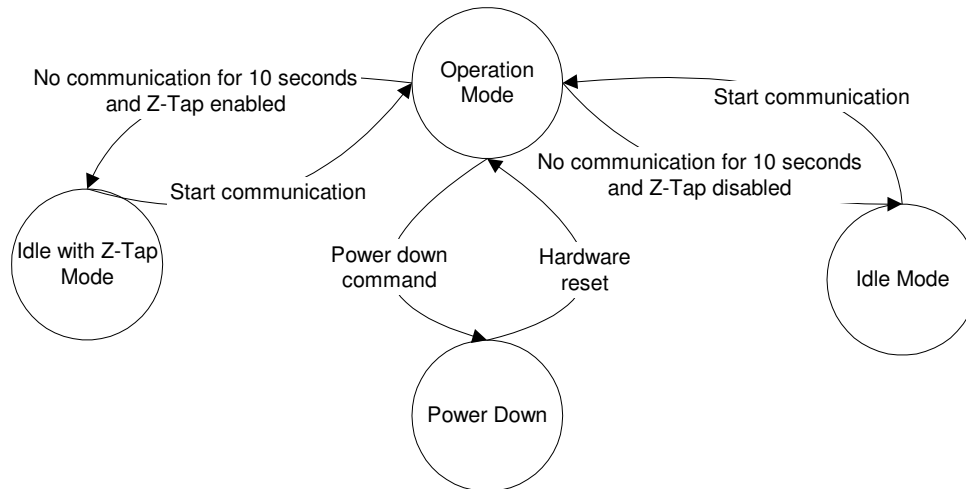 Operation
Mode
No communication for 10 seconds
and Z-Tap enabled
Start communication
Start communication
No communication for 10 seconds
and Z-Tap disabled
Idle with Z-Tap
Mode
Power down
command
Hardware
reset
Idle Mode
Power Down